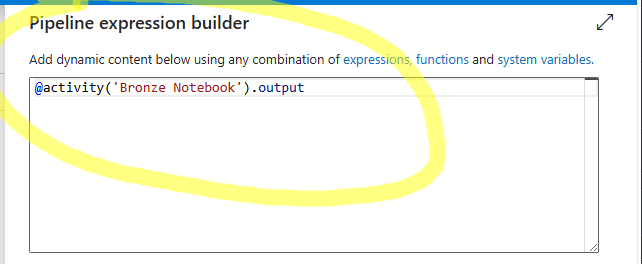 Pipeline expression builder
Add dynamic content below using any combination of expressions, functions and system variables.
@activity('Bronze Notebook').output